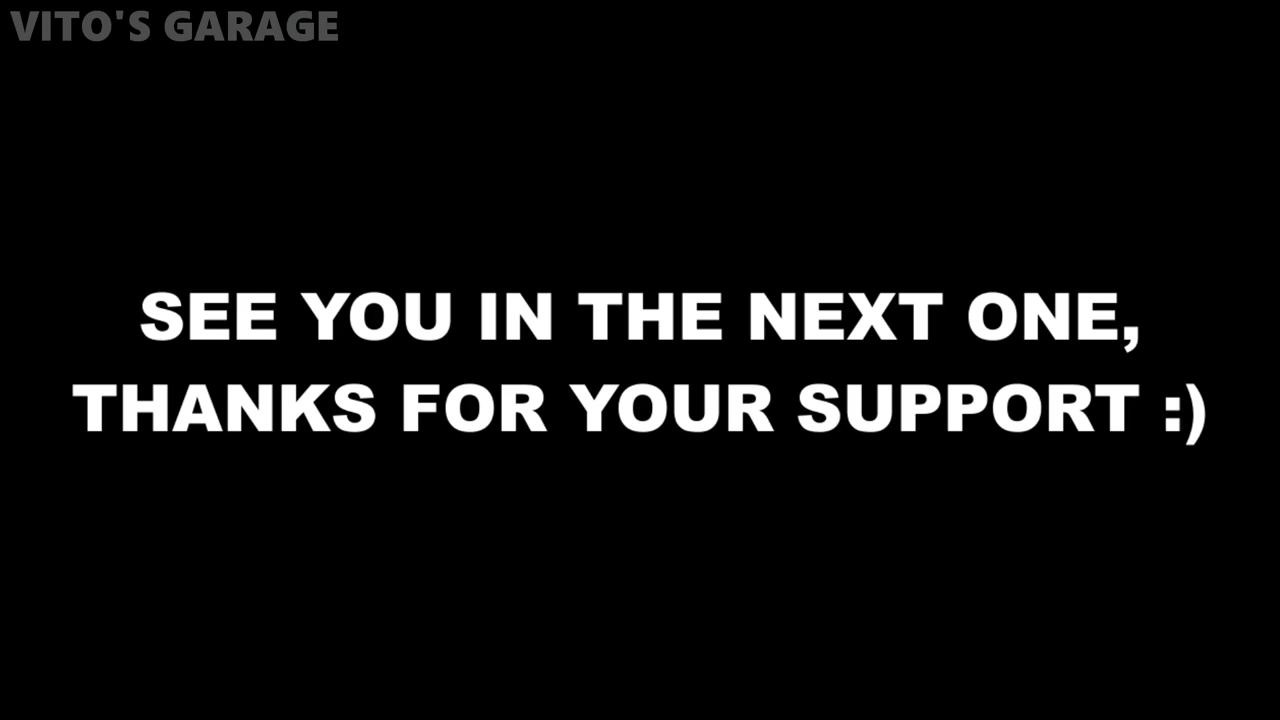 VITO'S GARAGE
SEE YOU IN THE NEXT ONE,
THANKS FOR YOUR SUPPORT :)